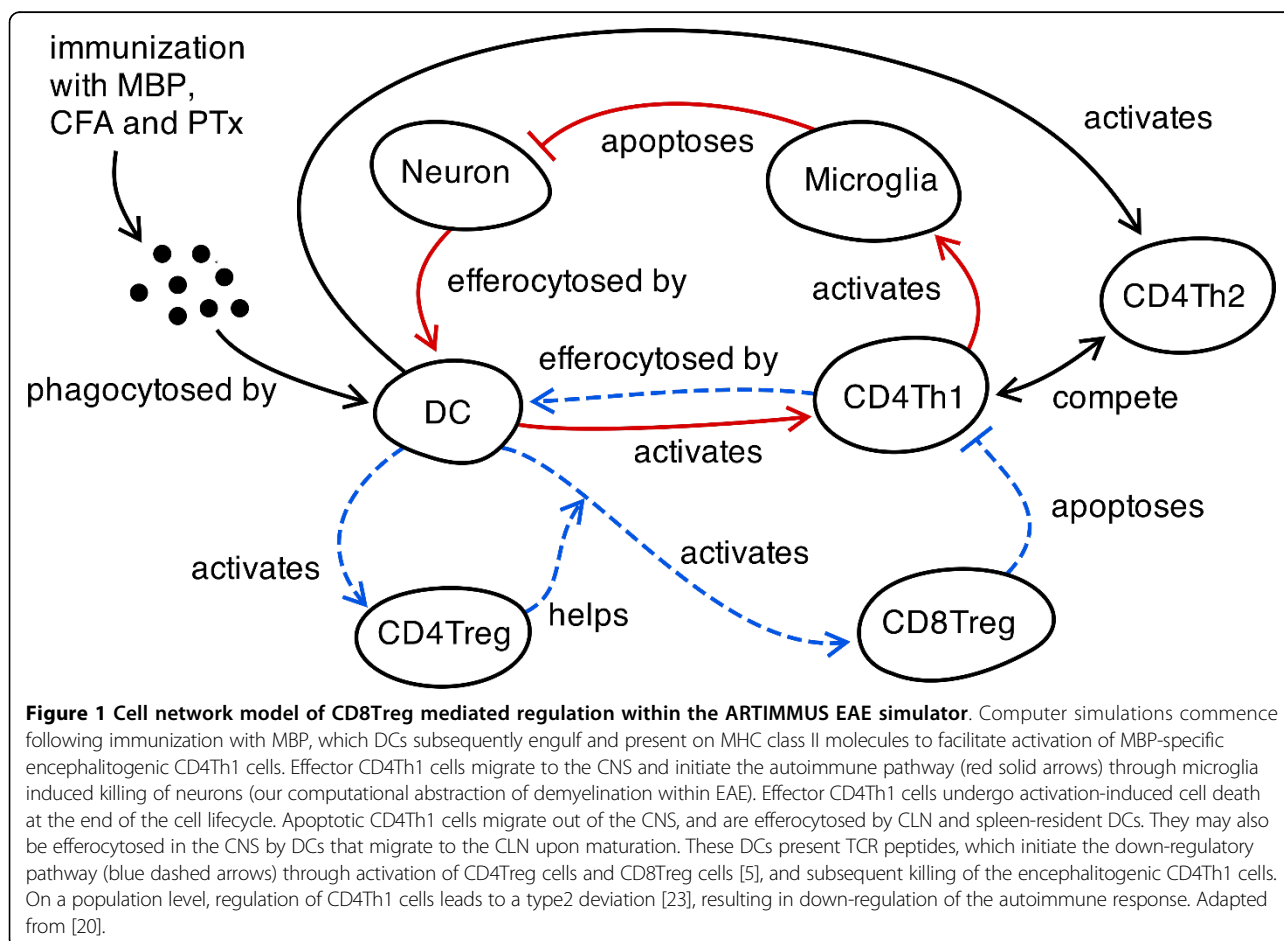 immunization
with MBP,
CFA and PTx
activates
apoptoses
Neuron
Microglia
efferocytosed by
activates
CD4Th2
efferocytosed by
phagocytosed by
DC
CD4Th1
compete
activates
apoptoses
activates
activates
helps
CD4Treg
CD8Treg
Figure 1 Cell network model of CD8Treg mediated regulation within the ARTIMMUS EAE simulator. Computer simulations commence
following immunization with MBP, which DCs subsequently engulf and present on MHC class II molecules to facilitate activation of MBP-specific
encephalitogenic CD4Th1 cells. Effector CD4Th1 cells migrate to the CNS and initiate the autoimmune pathway (red solid arrows) through microglia
induced killing of neurons (our computational abstraction of demyelination within EAE). Effector CD4Th1 cells undergo activation-induced cell death
at the end of the cell lifecycle. Apoptotic CD4Th1 cells migrate out of the CNS, and are efferocytosed by CLN and spleen-resident DCs. They may also
be efferocytosed in the CNS by DCs that migrate to the CLN upon maturation. These DCs present TCR peptides, which initiate the down-regulatory
pathway (blue dashed arrows) through activation of CD4Treg cells and CD8Treg cells [5], and subsequent killing of the encephalitogenic CD4Th1 cells.
On a population level, regulation of CD4Th1 cells leads to a type2 deviation [23], resulting in down-regulation of the autoimmune response. Adapted
from [20].